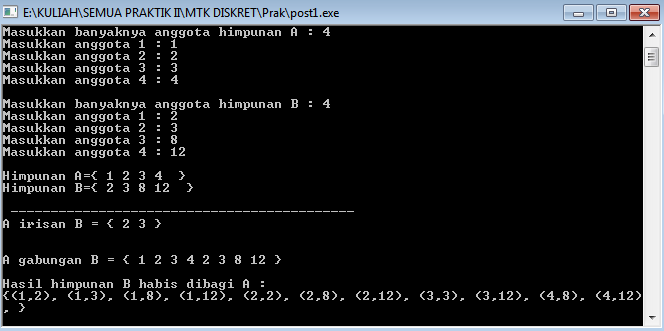 E:\KULIAH\SEMUA PRAKTIK II\MTK DISKRET\Prak\post1.exe
Masukkan banyaknya anggota himpunan A : 4
Masukkan anggota 1 : 1
Masukkan anggota 2 : 2
Masukkan anggota 3 : 3
Masukkan anggota 4 : 4
Masukkan banyaknya anggota himpunan B : 4
Masukkan anggota 1 : 2
Masukkan anggota 2 : 3
Masukkan anggota 3 : 8
Masukkan anggota 4 : 12
Himpunan A={ 1 2 3 4  }
Himpunan B={ 2 3 8 12  }
___________________________________________
A irisan B = { 2 3 }
A gabungan B = { 1 2 3 4 2 3 8 12 }
Hasil himpunan B habis dibagi A :
{(1,2), (1,3), (1,8), (1,12), (2,2), (2,8), (2,12), (3,3), (3,12), (4,8), (4,12)
, }